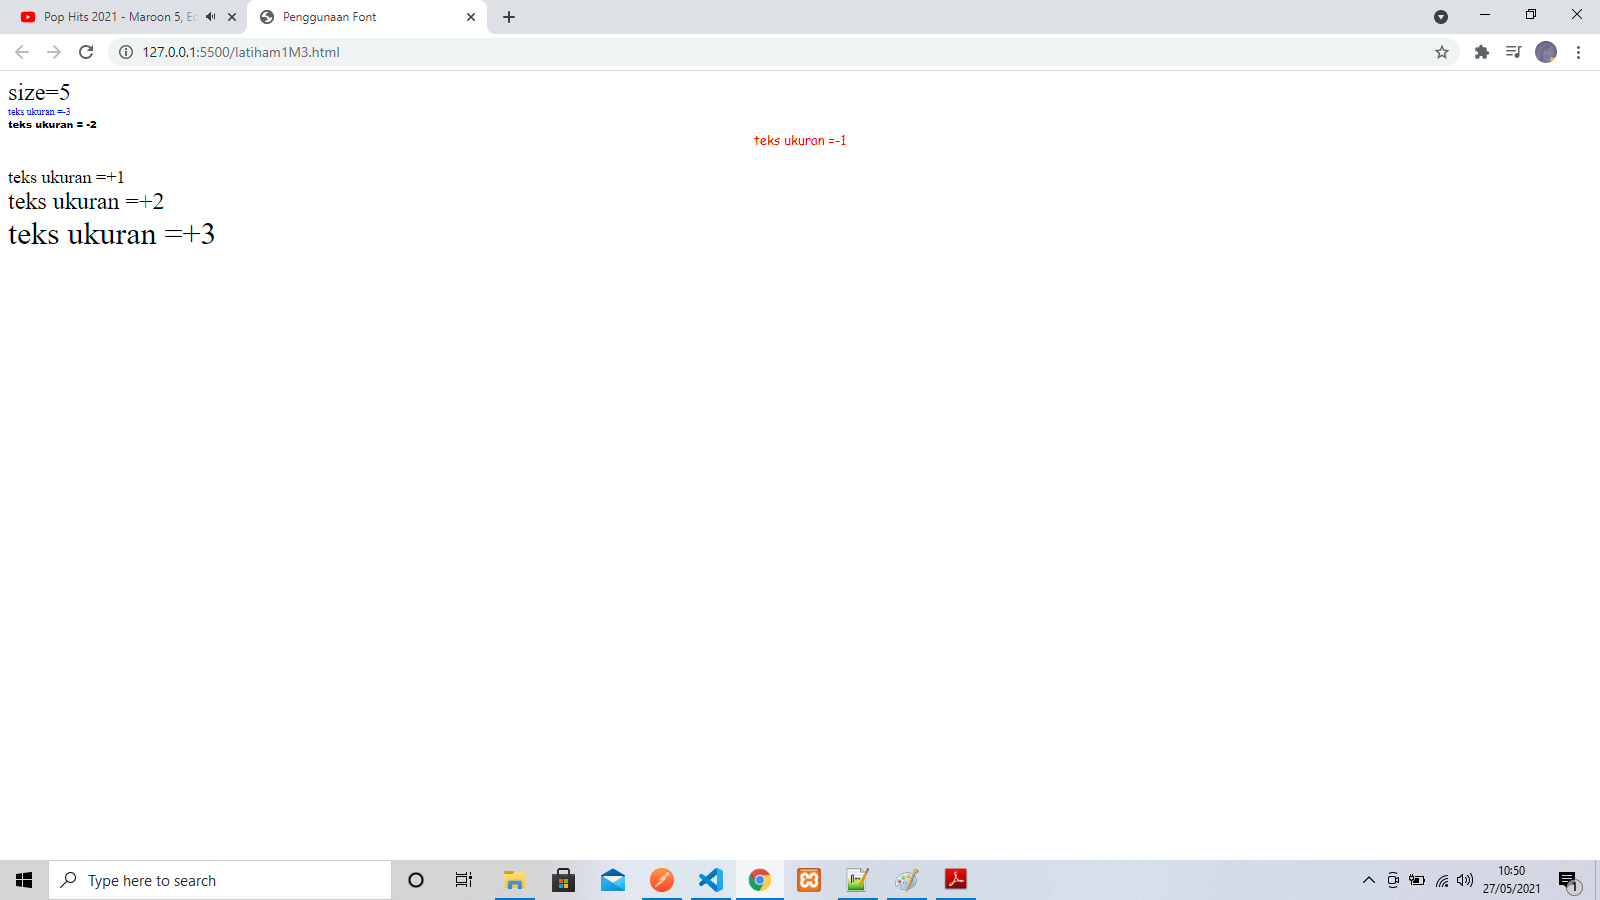 Pop Hits 2021 - Maroon 5, Ec
Penggunaan Font
127.0.0.1:5500/latiham1M3.html
size=5
teks ukuran =-3
teks ukuran = -2
teks ukuran =-1
teks ukuran =+1
teks ukuran =+2
teks ukuran =+3
Type here to search
10:50
27/05/2021
1